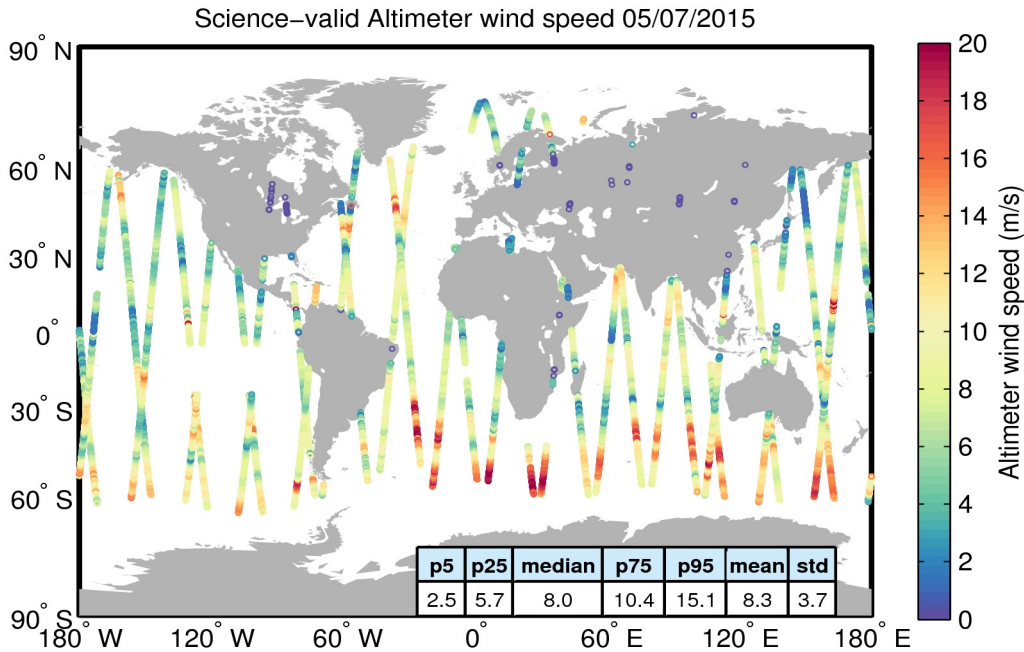 Science−valid Altimeter wind speed 05/07/2015
90° N
60° N
30° N
0°
30° S
60° S
90° S
180° W 120° W 60° W 0° 60° E 120° E 180° E
p5 p25 median p75 p95 mean std
2.5 5.7 8.0 10.4 15.1 8.3 3.7
20
18
16
14
12
10
8
6
4
2
0
Altimeter wind speed (m/s)